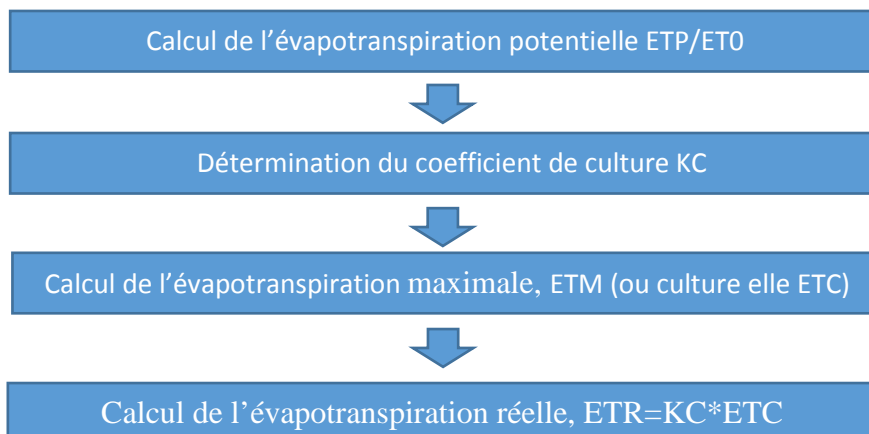 Calcul de l’évapotranspiration potentielle ETP/ET0
Détermination du coefficient de culture KC
Calcul de l’évapotranspiration maximale, ETM (ou culture elle ETC)
Calcul de l’évapotranspiration réelle, ETR=KC*ETC